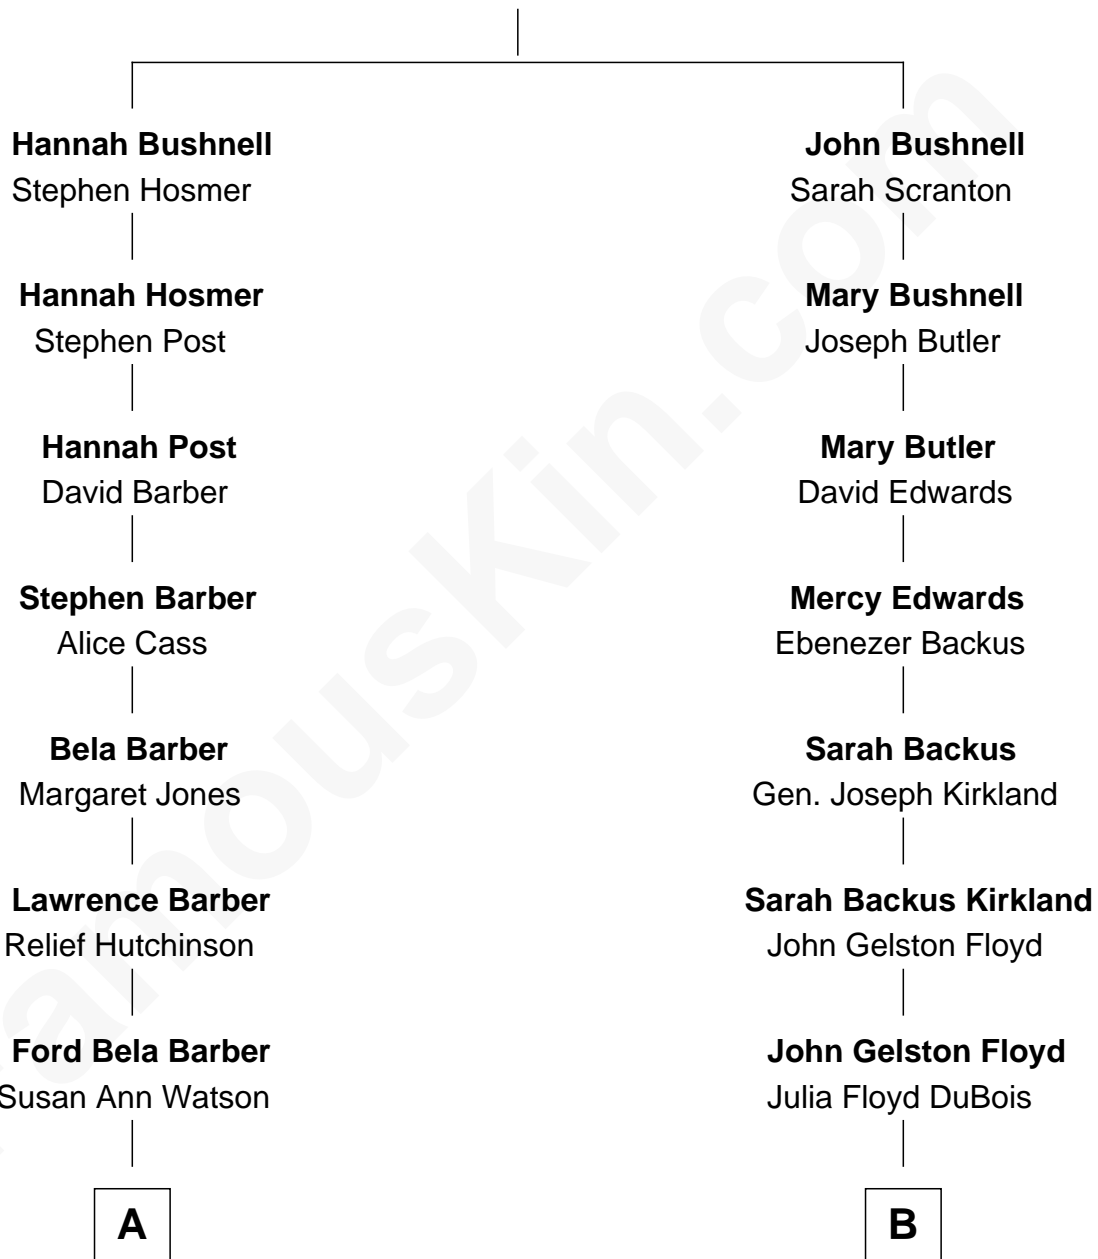 Hannah Bushnell
Stephen Hosmer
Hannah Hosmer
Stephen Post
Hannah Post
David Barber
Stephen Barber
Alice Cass
Bela Barber
Margaret Jones
Lawrence Barber
Relief Hutchinson
Ford Bela Barber
Susan Ann Watson
A
John Bushnell
Sarah Scranton
Mary Bushnell
Joseph Butler
Mary Butler
David Edwards
Mercy Edwards
Ebenezer Backus
Sarah Backus
Gen. Joseph Kirkland
Sarah Backus Kirkland
John Gelston Floyd
John Gelston Floyd
Julia Floyd DuBois
B
FamousKin.com